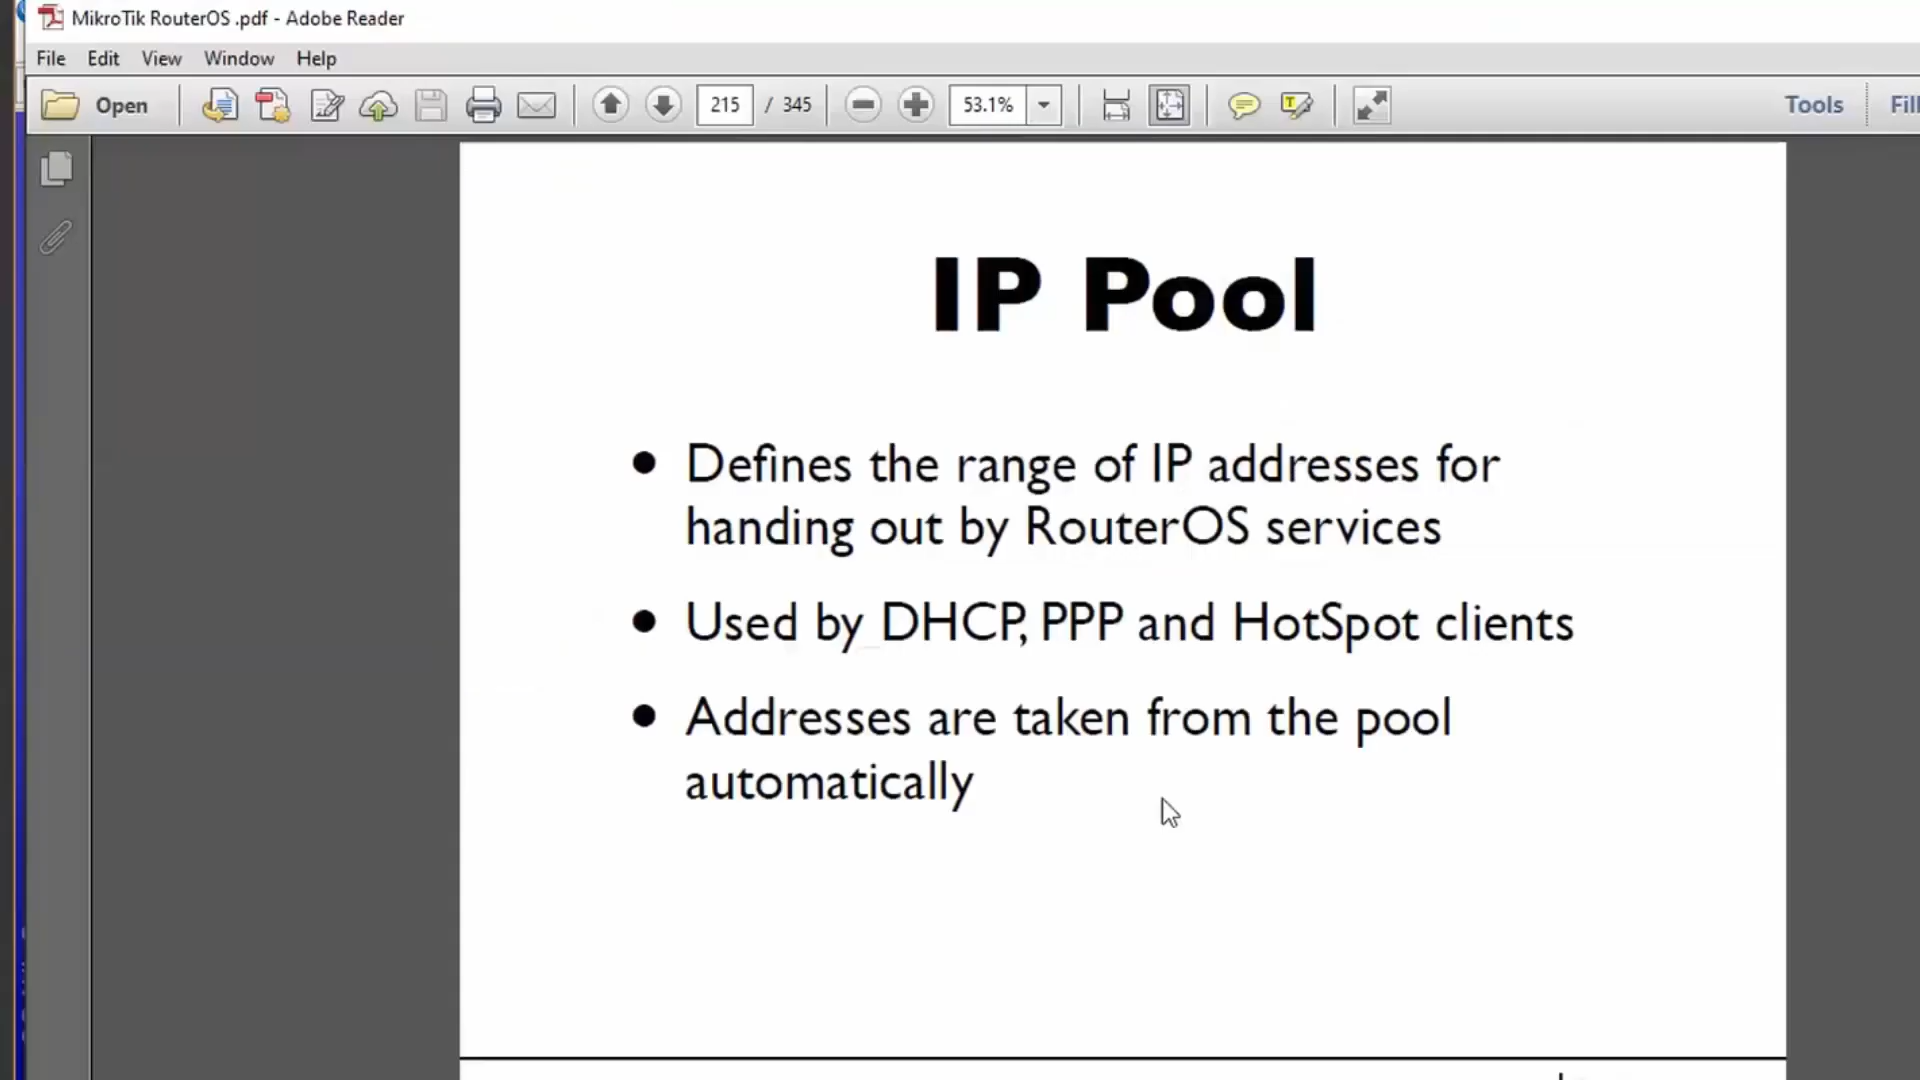 MikroTik RouterOS .pdf - Adobe Reader
File Edit View Window Help
Open 215 / 345 53.1% Tools
IP Pool
• Defines the range of IP addresses for
handing out by RouterOS services
• Used by DHCP, PPP and HotSpot clients
• Addresses are taken from the pool
automatically